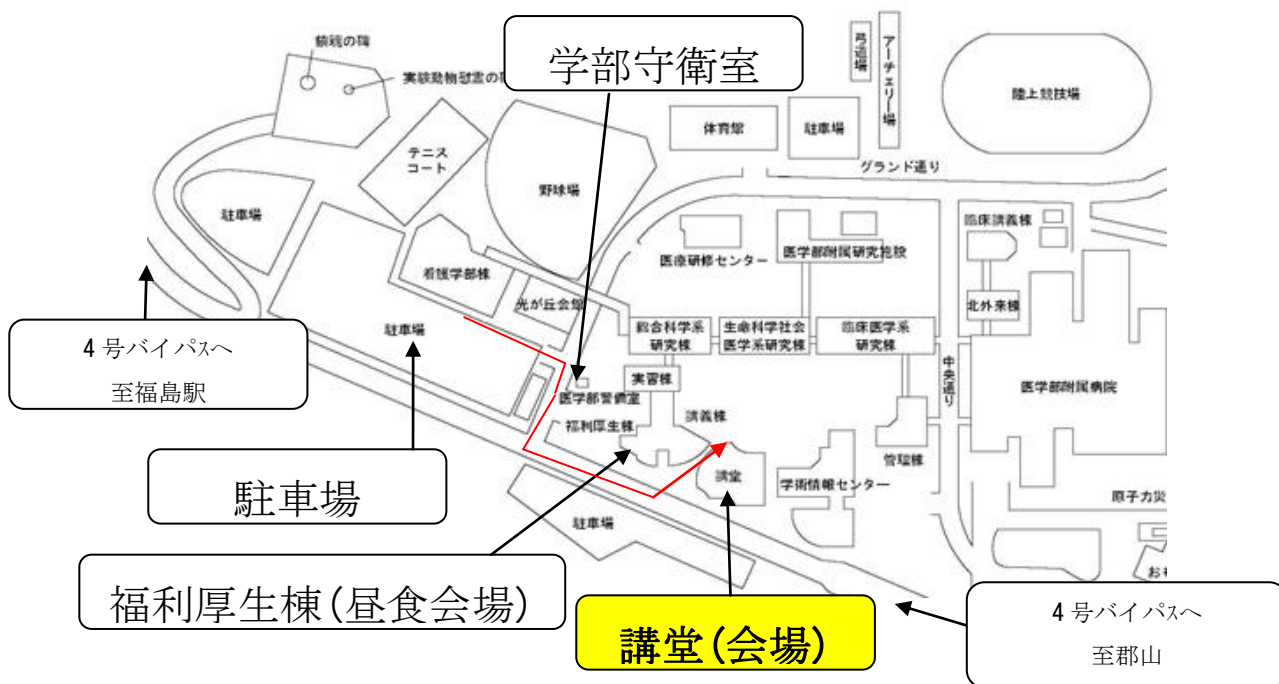 鎮魂の碑
実験動物慰霊の碑
学部守衛室
弓道場
アーチェリー場
陸上競技場
体育館
駐車場
グランド通り
テニス
コート
野球場
駐車場
看護学部棟
光が丘会館
医療研修センター
医学部附属研究施設
臨床講義棟
北外来棟
4号バイパスへ
至福島駅
駐車場
総合科学系
研究棟
生命科学社会
医学系研究棟
臨床医学系
研究棟
中央通り
医学部附属病院
実習棟
医学部警備室
福利厚生棟
講義棟
管理棟
講堂
学術情報センター
駐車場
原子力災
駐車場
福利厚生棟(昼食会場)
講堂(会場)
4号バイパスへ
至郡山